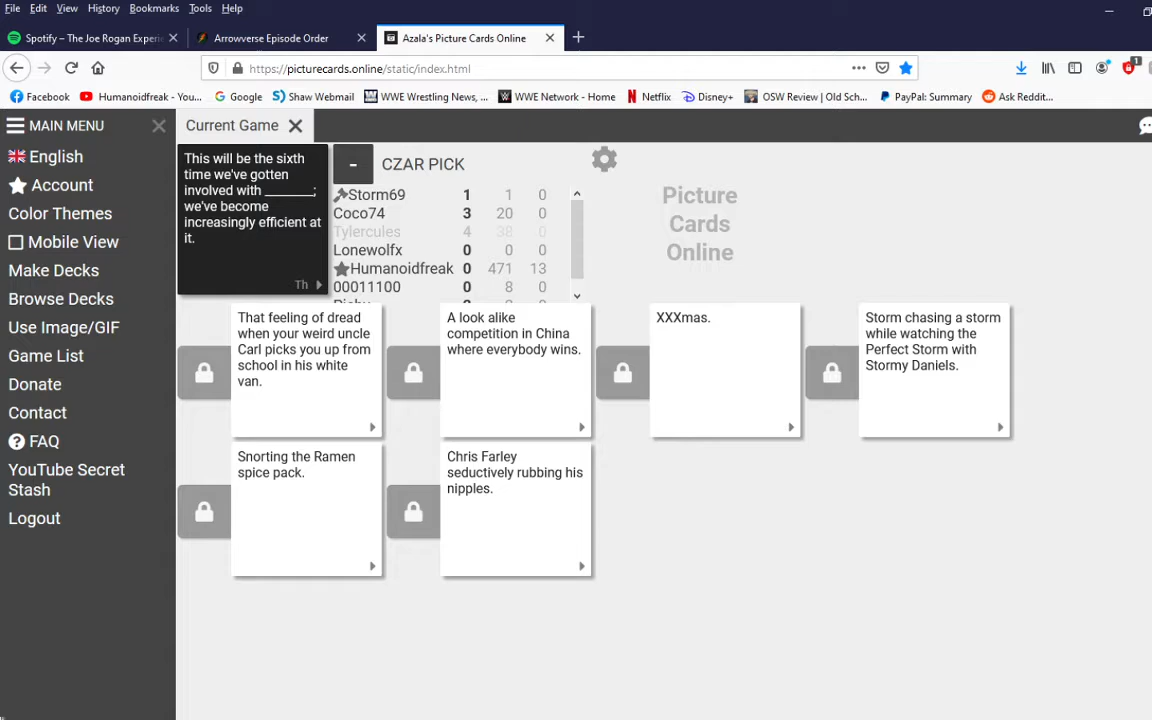 File Edit View History Bookmarks Tools Help
Spotify – The Joe Rogan Experi
Arrowverse Episode Order
Azala's Picture Cards Online
https://picturecards.online/static/index.html
1
Facebook
Humanoidfreak - You...
Google
Shaw Webmail
WWE Wrestling News, ...
WWE Network - Home
Netflix
Disney+
OSW Review | Old Sch...
PayPal: Summary
Ask Reddit...
MAIN MENU
English
Account
Color Themes
Mobile View
Make Decks
Browse Decks
Use Image/GIF
Game List
Donate
Contact
FAQ
YouTube Secret
Stash
Logout
Current Game
This will be the sixth
time we've gotten
involved with _______;
we've become
increasingly efficient at
it.
Th
-
CZAR PICK
Storm69 1 1 0
Coco74 3 20 0
Tylercules 4 38 0
Lonewolfx 0 0 0
Humanoidfreak 0 471 13
00011100 0 8 0
Picture
Cards
Online
That feeling of dread
when your weird uncle
Carl picks you up from
school in his white
van.
A look alike
competition in China
where everybody wins.
XXXmas.
Storm chasing a storm
while watching the
Perfect Storm with
Stormy Daniels.
Snorting the Ramen
spice pack.
Chris Farley
seductively rubbing his
nipples.